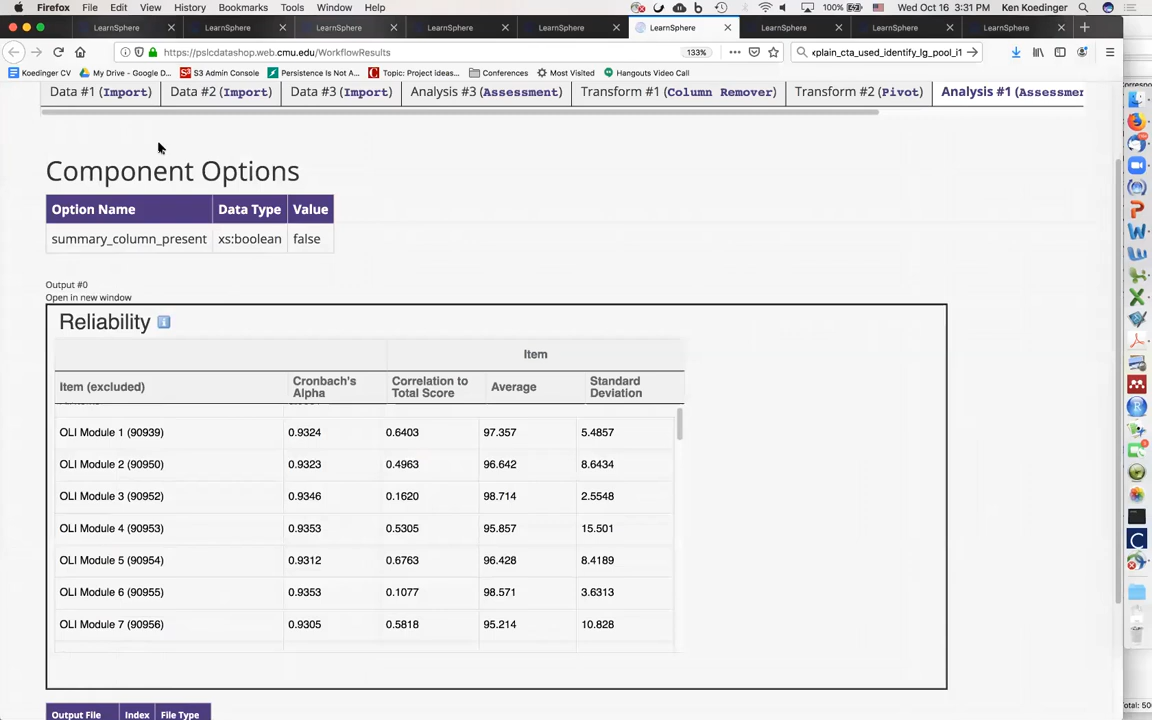 Firefox File Edit View History Bookmarks Tools Window Help 100% Wed Oct 16 3:31 PM Ken Koedinger
LearnSphere LearnSphere LearnSphere LearnSphere LearnSphere LearnSphere LearnSphere LearnSphere LearnSphere
https://pslcdatashop.web.cmu.edu/WorkflowResults 133% xplain_cta_used_identify_lg_pool_i1
Koedinger CV My Drive - Google D... S3 Admin Console Persistence Is Not A... Topic: Project ideas... Conferences Most Visited Hangouts Video Call
Data #1 (Import) Data #2 (Import) Data #3 (Import) Analysis #3 (Assessment) Transform #1 (Column Remover) Transform #2 (Pivot) Analysis #1 (Assessmer
Component Options
Option Name Data Type Value
summary_column_present xs:boolean false
Output #0
Open in new window
Reliability
Item
Item (excluded) Cronbach's Alpha Correlation to Total Score Average Standard Deviation
OLI Module 1 (90939) 0.9324 0.6403 97.357 5.4857
OLI Module 2 (90950) 0.9323 0.4963 96.642 8.6434
OLI Module 3 (90952) 0.9346 0.1620 98.714 2.5548
OLI Module 4 (90953) 0.9353 0.5305 95.857 15.501
OLI Module 5 (90954) 0.9312 0.6763 96.428 8.4189
OLI Module 6 (90955) 0.9353 0.1077 98.571 3.6313
OLI Module 7 (90956) 0.9305 0.5818 95.214 10.828
Output File Index File Type